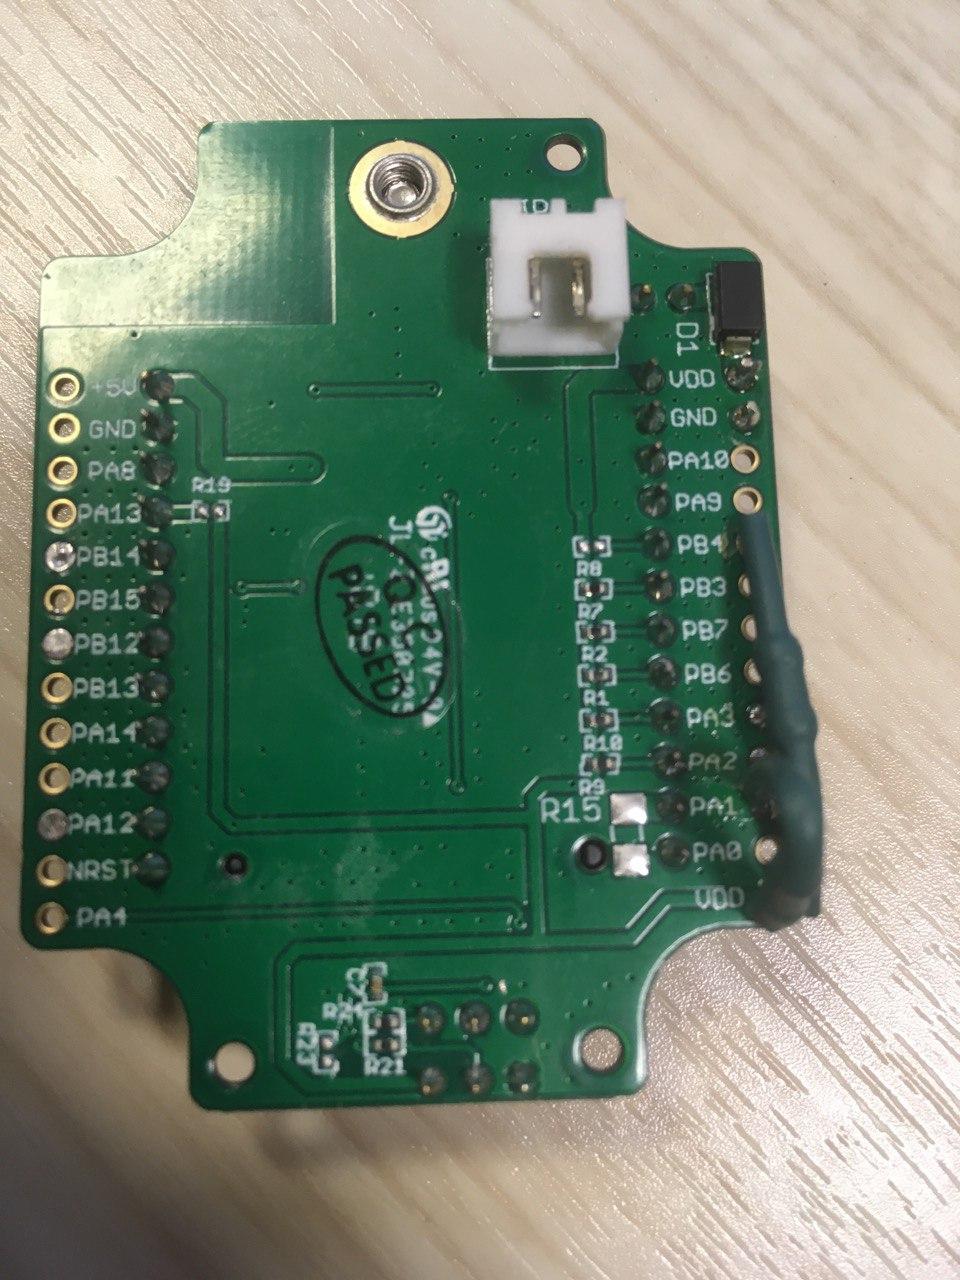 D1
+5V
GND
PA8
PA13
PB14
PB15
PB12
PB13
PA14
PA11
PA12
NRST
PA4
R19
QC
PASSED
VDD
GND
PA10
PA9
PB4
PB3
PB7
PB6
PA3
PA2
PA1
PA0
VDD
R8
R7
R2
R1
R10
R9
R15
R23
R21